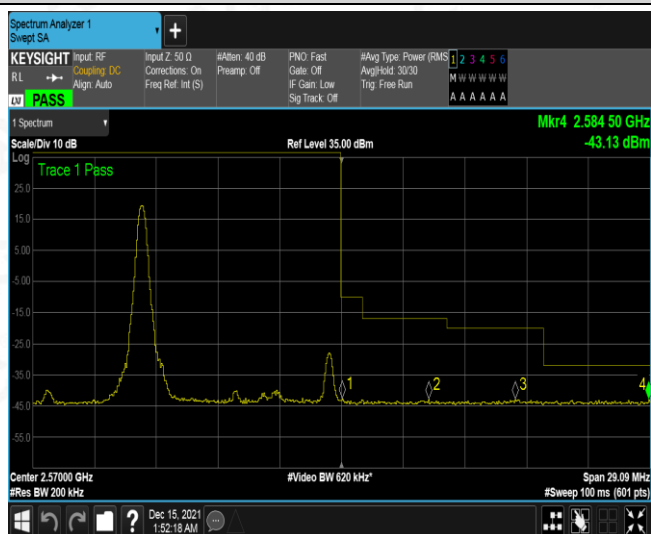 Spectrum Analyzer 1
Swept SA
+
KEYSIGHT
RL
Input: RF
Coupling: DC
Align: Auto
Input Z: 50 Ω
Corrections: On
Freq Ref: Int (S)
#Atten: 40 dB
Preamp: Off
PNO: Fast
Gate: Off
IF Gain: Low
Sig Track: Off
#Avg Type: Power (RMS
Avg|Hold: 30/30
Trig: Free Run
1 2 3 4 5 6
M W W W W W
A A A A A A
LXI PASS
1 Spectrum
Mkr4 2.584 50 GHz
Scale/Div 10 dB
Ref Level 35.00 dBm
-43.13 dBm
Log
Trace 1 Pass
25.0
15.0
5.00
-5.00
-15.0
-25.0
-35.0
-45.0
-55.0
1
2
3
4
Center 2.57000 GHz
#Video BW 620 kHz*
Span 29.09 MHz
#Res BW 200 kHz
#Sweep 100 ms (601 pts)
?
Dec 15, 2021
1:52:18 AM